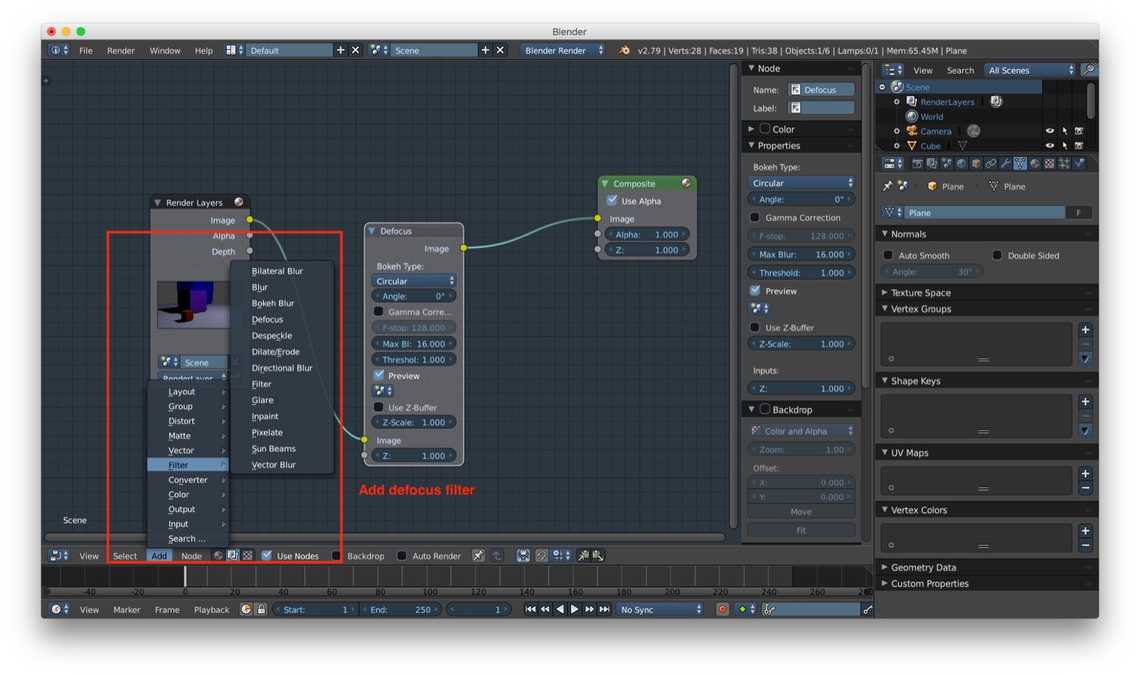 Blender
File Render Window Help Default Scene Blender Render v2.79 | Verts:28 | Faces:19 | Tris:38 | Objects:1/6 | Lamps:0/1 | Mem:65.45M | Plane
Render Layers
Image
Alpha
Depth
Scene
RenderLayer
Bilateral Blur
Blur
Bokeh Blur
Defocus
Despeckle
Dilate/Erode
Directional Blur
Filter
Glare
Inpaint
Pixelate
Sun Beams
Vector Blur
Layout
Group
Distort
Matte
Vector
Filter
Converter
Color
Output
Input
Search ...
Defocus
Image
Bokeh Type:
Circular
Angle: 0°
Gamma Corre...
F-stop: 128.000
Max Bl: 16.000
Threshol: 1.000
Preview
Use Z-Buffer
Z-Scale: 1.000
Image
Z: 1.000
Add defocus filter
Composite
Use Alpha
Image
Alpha: 1.000
Z: 1.000
Scene
Node
Name: Defocus
Label:
Color
Properties
Bokeh Type:
Circular
Angle: 0°
Gamma Correction
F-stop: 128.000
Max Blur: 16.000
Threshold: 1.000
Preview
Use Z-Buffer
Z-Scale: 1.000
Inputs:
Z: 1.000
Backdrop
Color and Alpha
Zoom: 1.00
Offset:
X: 0.000
Y: 0.000
Move
Fit
View Search All Scenes
Scene
RenderLayers
World
Camera
Cube
Plane Plane
Plane F
Normals
Auto Smooth Double Sided
Angle: 30°
Texture Space
Vertex Groups
Shape Keys
UV Maps
Vertex Colors
Geometry Data
Custom Properties
View Select Add Node Use Nodes Backdrop Auto Render
-40 -20 0 20 40 60 80 100 120 140 160 180 200 220 240 260 280
View Marker Frame Playback Start: 1 End: 250 1 No Sync